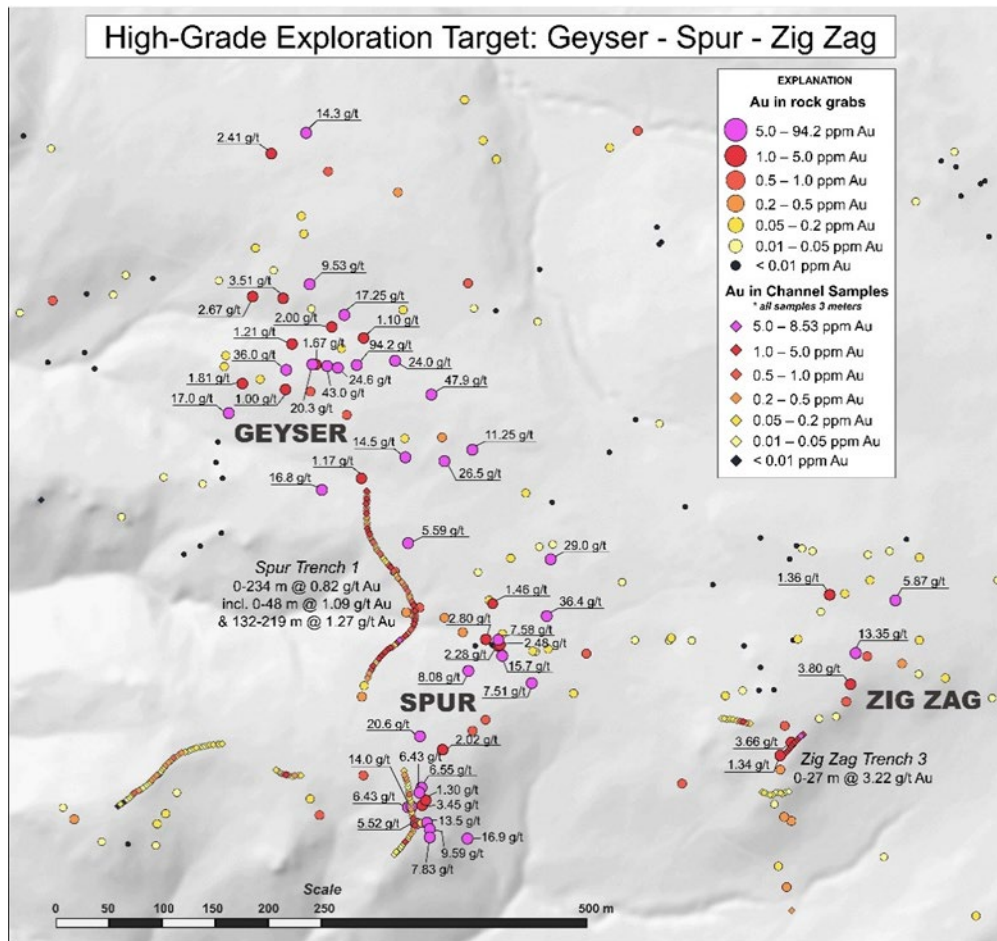 High-Grade Exploration Target: Geyser - Spur - Zig Zag
EXPLANATION
Au in rock grabs
5.0 – 94.2 ppm Au
1.0 – 5.0 ppm Au
0.5 – 1.0 ppm Au
0.2 – 0.5 ppm Au
0.05 – 0.2 ppm Au
0.01 – 0.05 ppm Au
< 0.01 ppm Au
Au in Channel Samples
* all samples 3 meters
5.0 – 8.53 ppm Au
1.0 – 5.0 ppm Au
0.5 – 1.0 ppm Au
0.2 – 0.5 ppm Au
0.05 – 0.2 ppm Au
0.01 – 0.05 ppm Au
< 0.01 ppm Au
14.3 g/t
2.41 g/t
9.53 g/t
3.51 g/t
2.67 g/t
17.25 g/t
2.00 g/t
1.10 g/t
1.21 g/t
1.67 g/t
94.2 g/t
36.0 g/t
24.0 g/t
24.6 g/t
1.81 g/t
43.0 g/t
47.9 g/t
1.00 g/t
20.3 g/t
17.0 g/t
GEYSER
14.5 g/t
11.25 g/t
26.5 g/t
1.17 g/t
16.8 g/t
5.59 g/t
29.0 g/t
Spur Trench 1
0-234 m @ 0.82 g/t Au
incl. 0-48 m @ 1.09 g/t Au
& 132-219 m @ 1.27 g/t Au
1.46 g/t
36.4 g/t
2.80 g/t
7.58 g/t
2.48 g/t
2.28 g/t
15.7 g/t
8.08 g/t
7.51 g/t
SPUR
1.36 g/t
5.87 g/t
13.35 g/t
3.80 g/t
ZIG ZAG
3.66 g/t
1.34 g/t
Zig Zag Trench 3
0-27 m @ 3.22 g/t Au
20.6 g/t
2.02 g/t
6.43 g/t
14.0 g/t
6.55 g/t
1.30 g/t
6.43 g/t
3.45 g/t
5.52 g/t
13.5 g/t
16.9 g/t
9.59 g/t
7.83 g/t
Scale
0 50 100 150 200 250 500 m